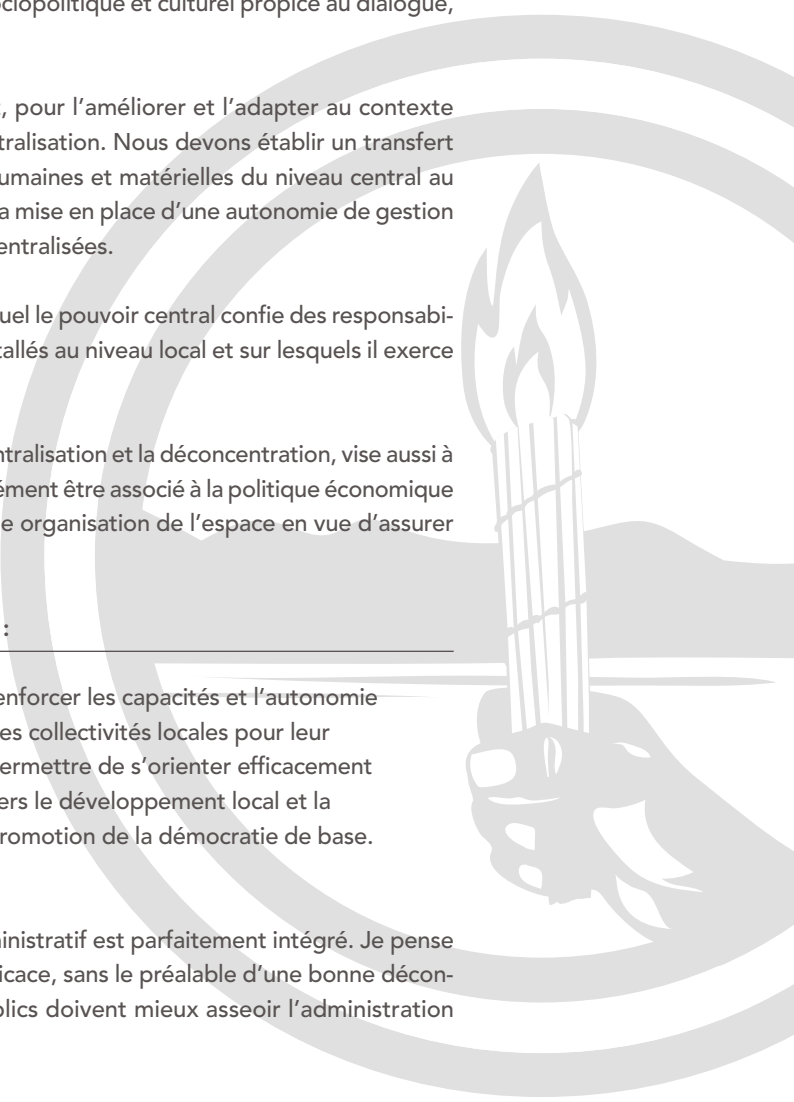 ciopolitique et culturel propice au dialogue,
, pour l'améliorer et l'adapter au contexte
tralisation. Nous devons établir un transfert
umaines et matérielles du niveau central au
a mise en place d'une autonomie de gestion
entralisées.
uel le pouvoir central confie des responsabi-
tallés au niveau local et sur lesquels il exerce
ntralisation et la déconcentration, vise aussi à
ément être associé à la politique économique
e organisation de l'espace en vue d'assurer
:
enforcer les capacités et l'autonomie
es collectivités locales pour leur
ermettre de s'orienter efficacement
ers le développement local et la
romotion de la démocratie de base.
ministratif est parfaitement intégré. Je pense
icace, sans le préalable d'une bonne décon-
blics doivent mieux asseoir l'administration